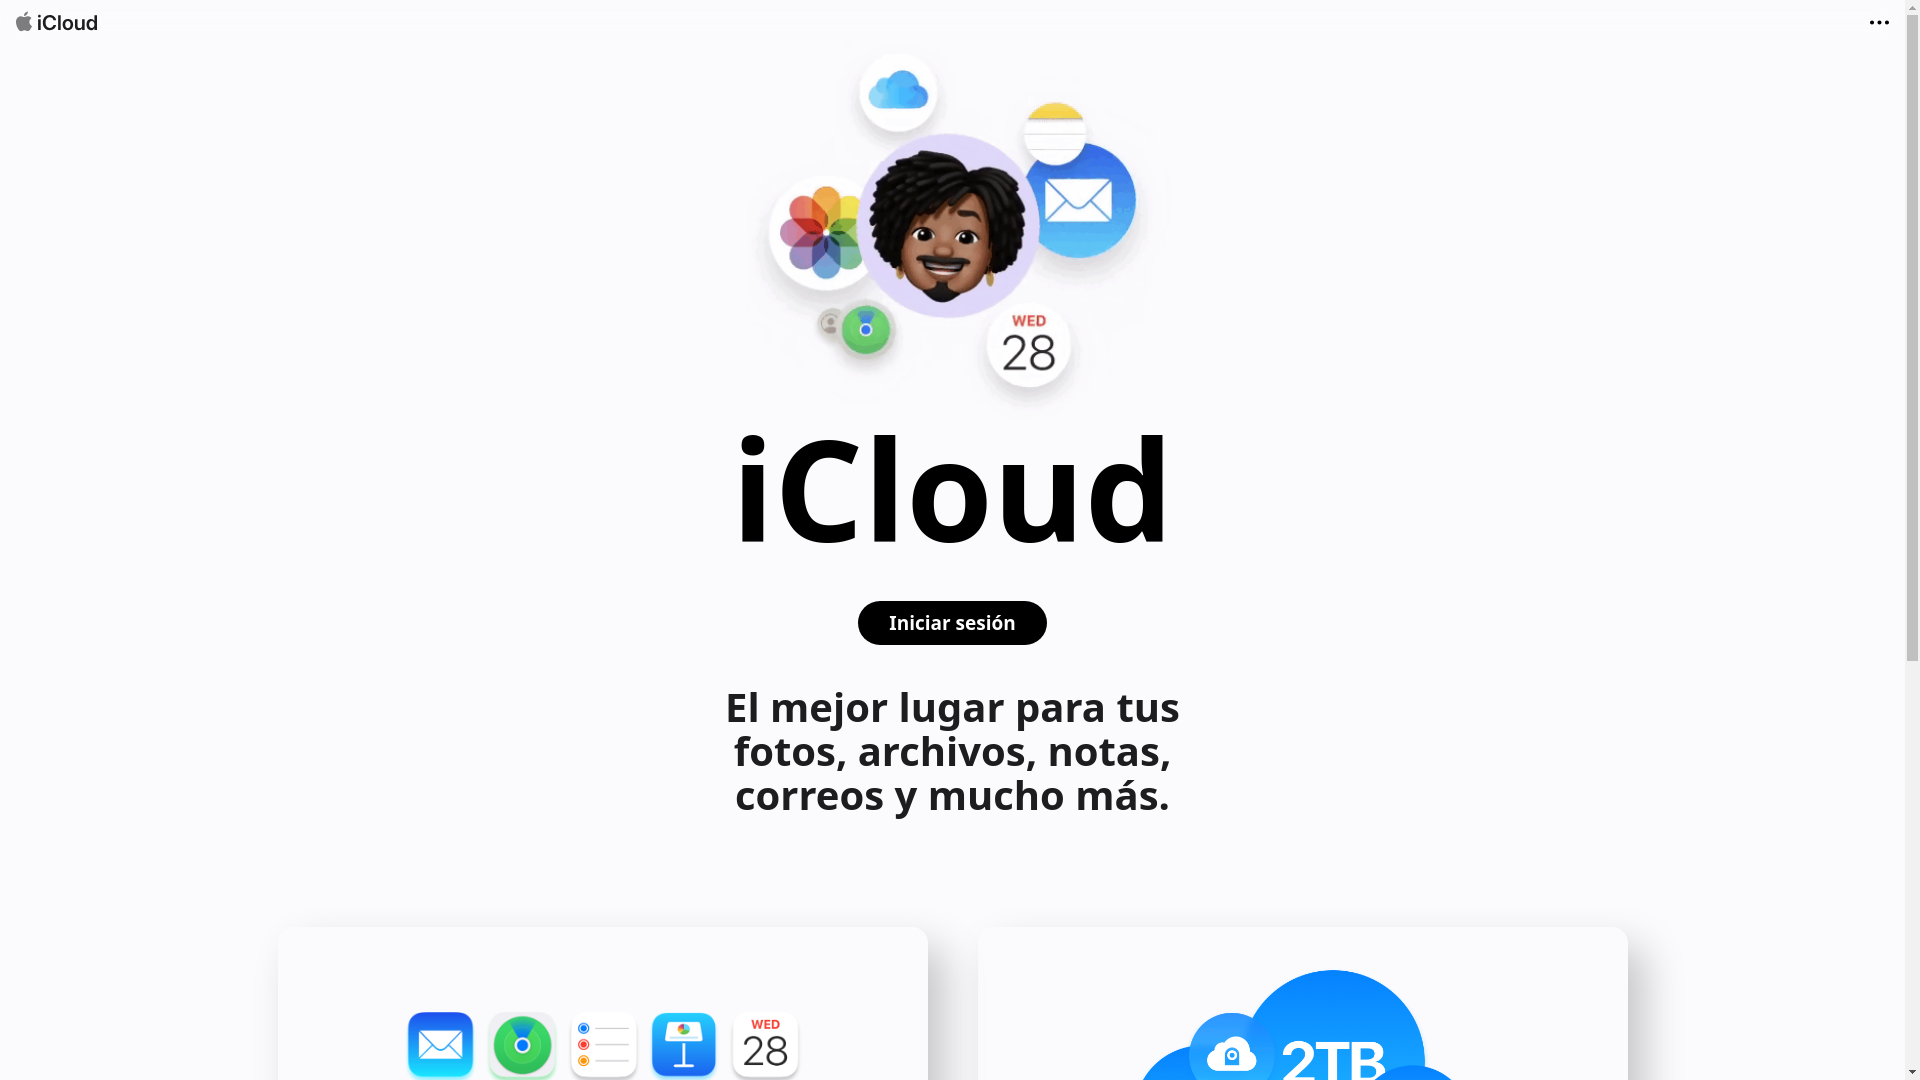 iCloud
WED
28
iCloud
Iniciar sesión
El mejor lugar para tus
fotos, archivos, notas,
correos y mucho más.
WED
28
2TB